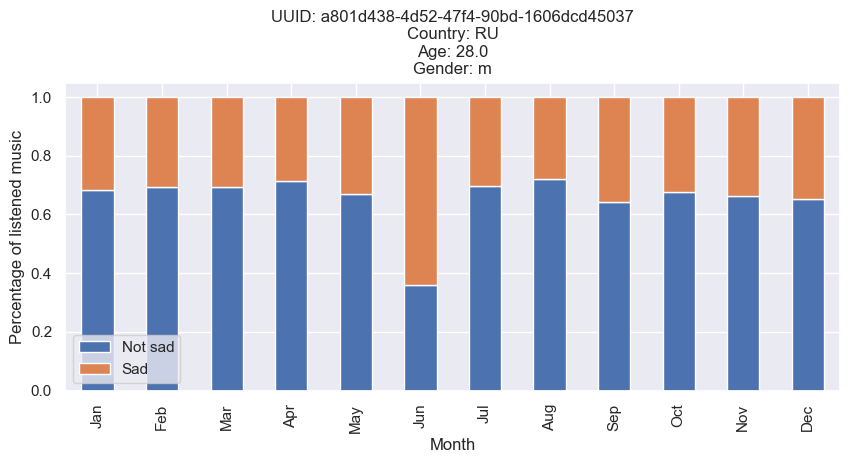 UUID: a801d438-4d52-47f4-90bd-1606dcd45037
Country: RU
Age: 28.0
Gender: m
Percentage of listened music
1.0
0.8
0.6
0.4
0.2
0.0
Not sad
Sad
Jan
Feb
Mar
Apr
May
Jun
Jul
Aug
Sep
Oct
Nov
Dec
Month